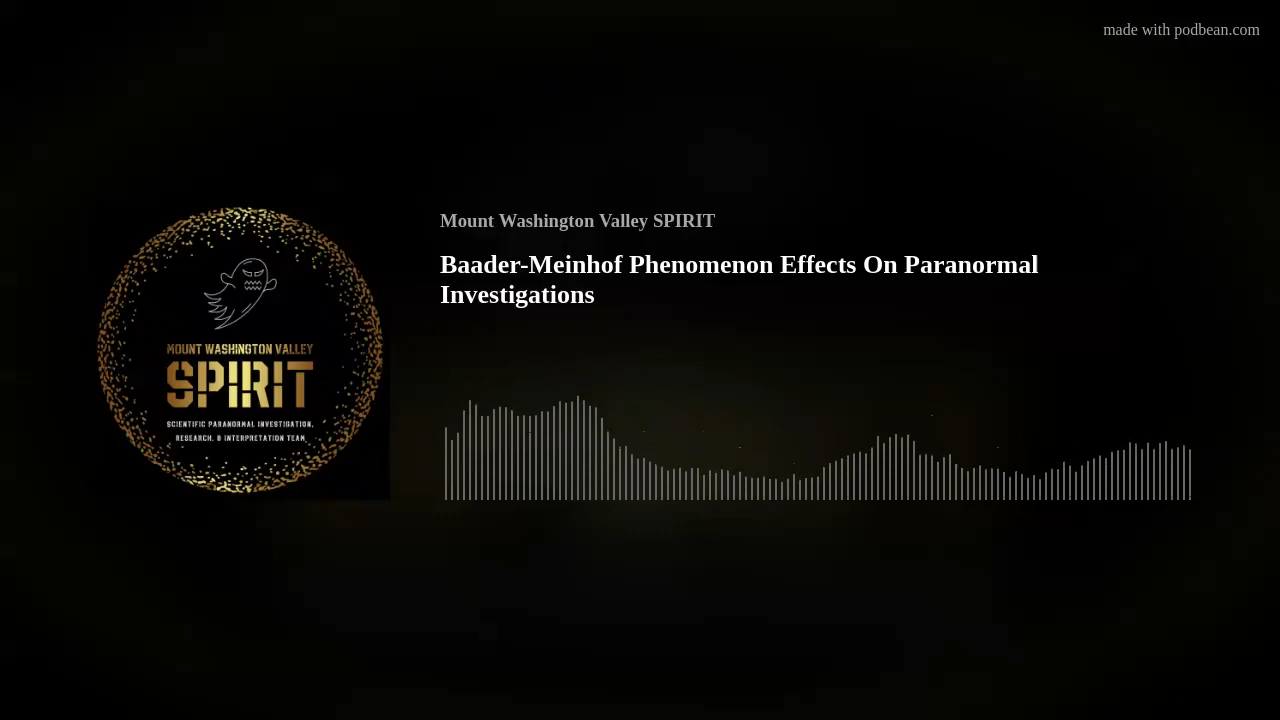 made with podbean.com
Mount Washington Valley SPIRIT
Baader-Meinhof Phenomenon Effects On Paranormal
Investigations
MOUNT WASHINGTON VALLEY
SPIRIT
SCIENTIFIC PARANORMAL INVESTIGATION,
RESEARCH, & INTERPRETATION TEAM